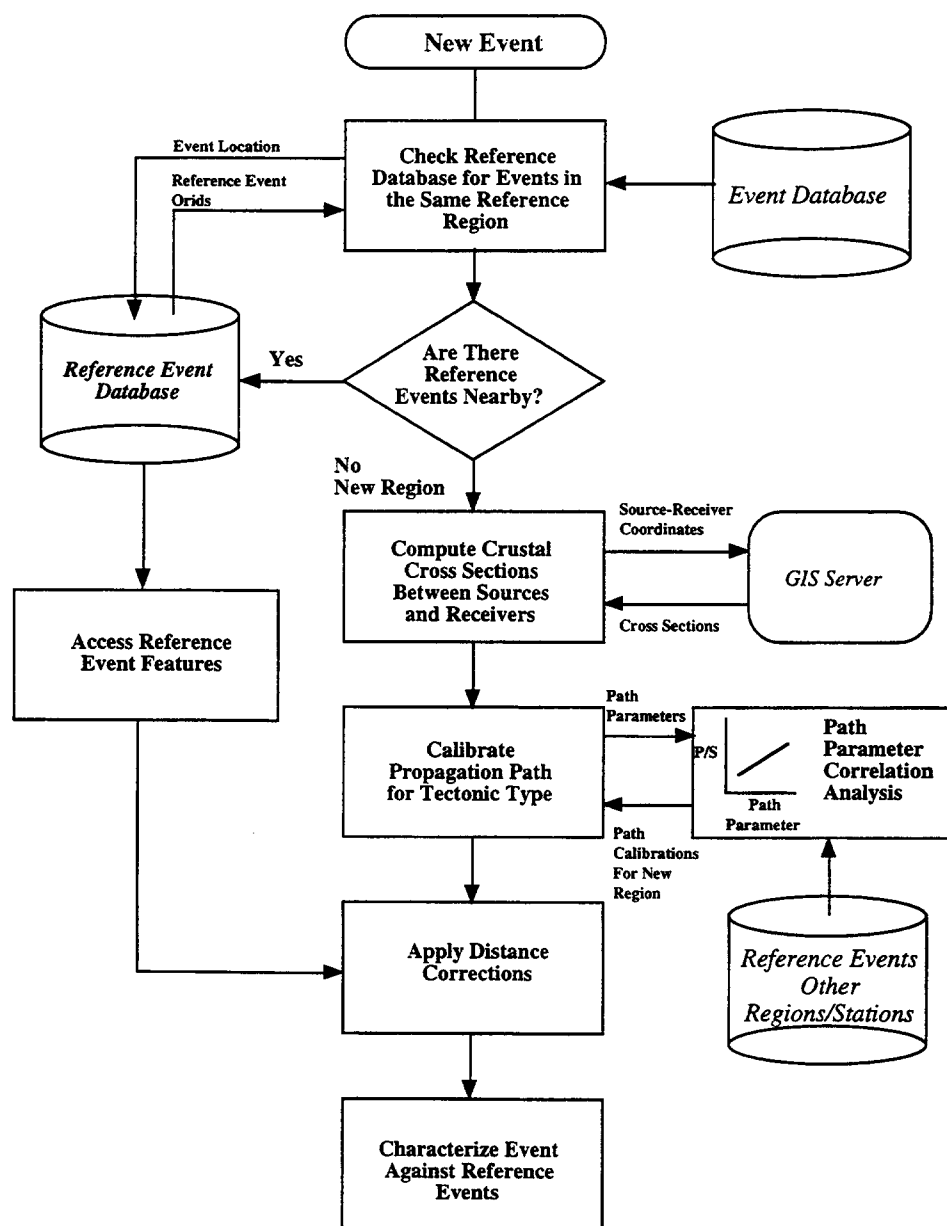 New Event
Event Location
Reference Event
Orids
Check Reference
Database for Events in
the Same Reference
Region
Event Database
Reference Event
Database
Yes
Are There
Reference
Events Nearby?
No
New Region
Source-Receiver
Coordinates
Compute Crustal
Cross Sections
Between Sources
and Receivers
GIS Server
Cross Sections
Access Reference
Event Features
Path
Parameters
Calibrate
Propagation Path
for Tectonic Type
P/S
Path
Parameter
Path
Parameter
Correlation
Analysis
Path
Calibrations
For New
Region
Apply Distance
Corrections
Reference Events
Other
Regions/Stations
Characterize Event
Against Reference
Events